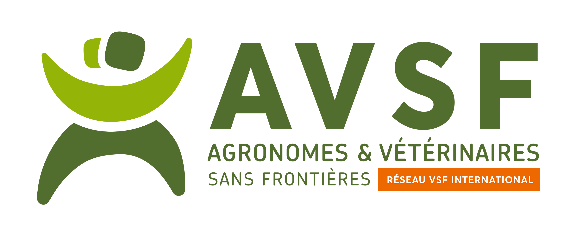 AVSF
AGRONOMES & VÉTÉRINAIRES
SANS FRONTIÈRES RÉSEAU VSF INTERNATIONAL